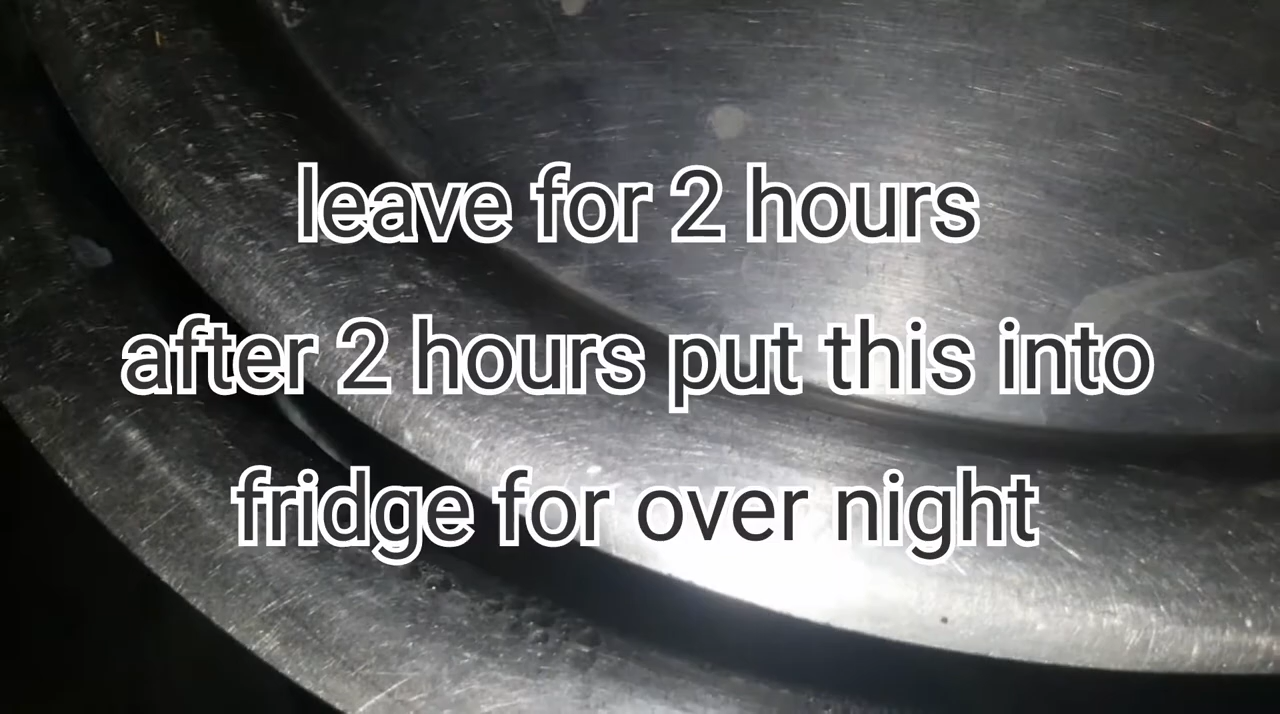 leave for 2 hours
after 2 hours put this into
fridge for over night